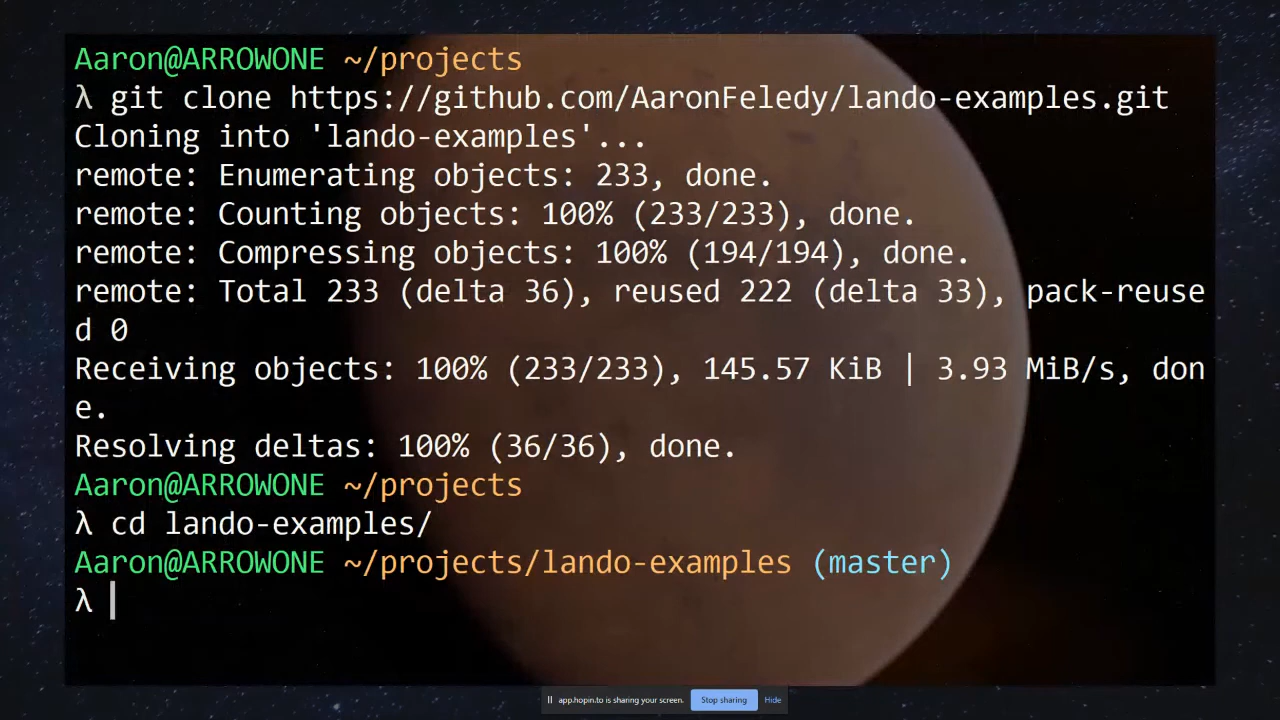 Aaron@ARROWONE ~/projects
λ git clone https://github.com/AaronFeledy/lando-examples.git
Cloning into 'lando-examples'...
remote: Enumerating objects: 233, done.
remote: Counting objects: 100% (233/233), done.
remote: Compressing objects: 100% (194/194), done.
remote: Total 233 (delta 36), reused 222 (delta 33), pack-reuse
d 0
Receiving objects: 100% (233/233), 145.57 KiB | 3.93 MiB/s, don
e.
Resolving deltas: 100% (36/36), done.
Aaron@ARROWONE ~/projects
λ cd lando-examples/
Aaron@ARROWONE ~/projects/lando-examples (master)
λ
app.hopin.to is sharing your screen. Stop sharing Hide